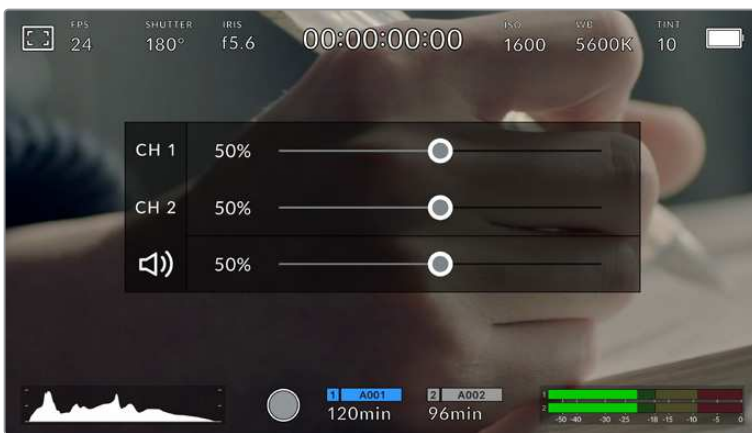 FPS SHUTTER IRIS ISO WB TINT
24 180° f5.6 00:00:00:00 1600 5600K 10
CH 1 50%
CH 2 50%
50%
1 A001 2 A002
120min 96min
1
2
-50 -40 -30 -25 -18 -15 -10 -5 0